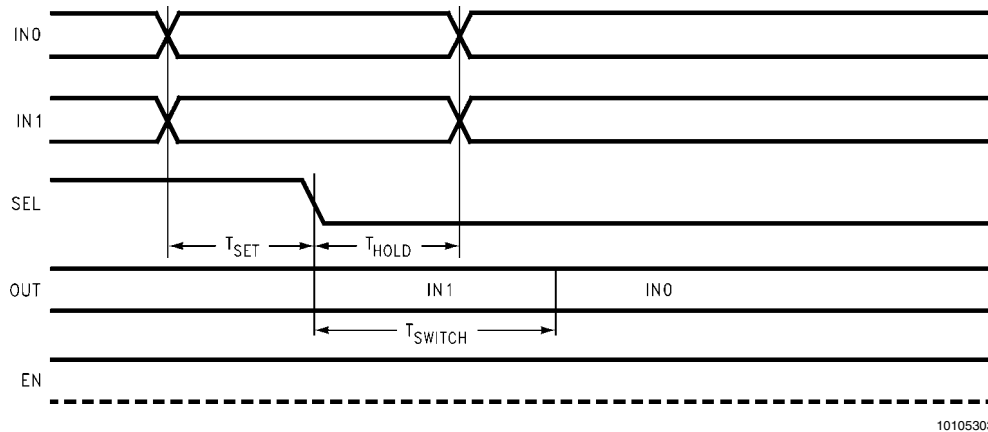 IN0
IN1
SEL
T_SET T_HOLD
OUT IN1 IN0
T_SWITCH
EN